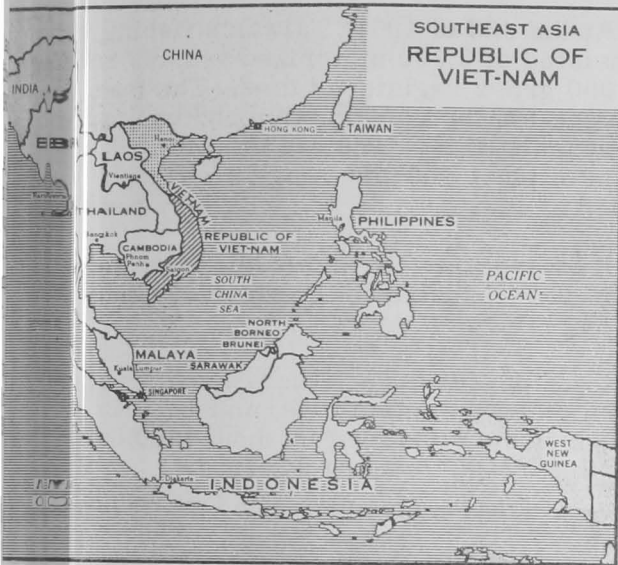 SOUTHEAST ASIA
REPUBLIC OF
VIET-NAM
CHINA
INDIA
HONG KONG
TAIWAN
Hanoi
LAOS
Vientiane
VIETNAM
THAILAND
Manila
PHILIPPINES
Bangkok
REPUBLIC OF
VIET-NAM
CAMBODIA
Phnom
Penh
Saigon
SOUTH
CHINA
SEA
PACIFIC
OCEAN
NORTH
BORNEO
BRUNEI
MALAYA
SARAWAK
Kuala Lumpur
SINGAPORE
WEST
NEW
GUINEA
Djakarta
INDONESIA